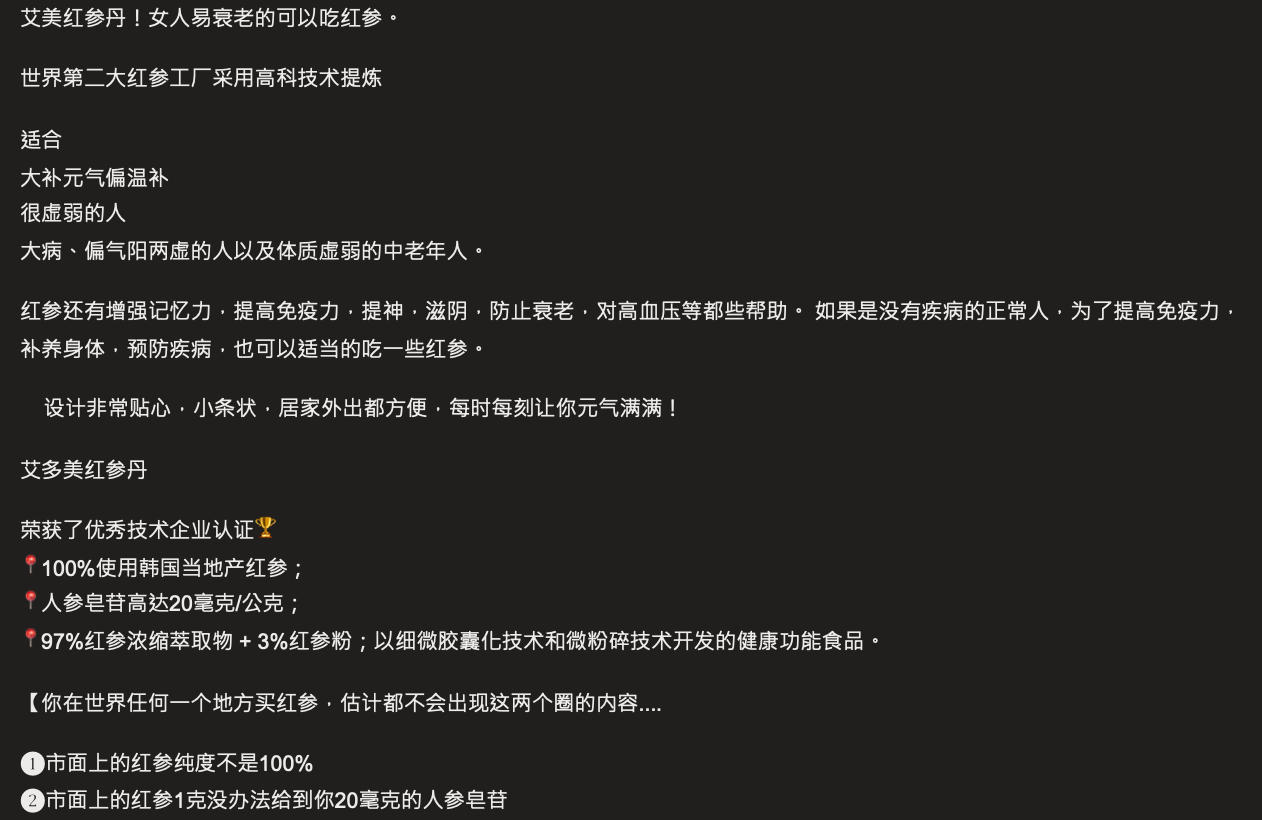 艾美红参丹！女人易衰老的可以吃红参。
世界第二大红参工厂采用高科技术提炼
适合
大补元气偏温补
很虚弱的人
大病、偏气阳两虚的人以及体质虚弱的中老年人。
红参还有增强记忆力，提高免疫力，提神，滋阴，防止衰老，对高血压等都些帮助。 如果是没有疾病的正常人，为了提高免疫力，
补养身体，预防疾病，也可以适当的吃一些红参。
设计非常贴心，小条状，居家外出都方便，每时每刻让你元气满满！
艾多美红参丹
荣获了优秀技术企业认证🏆
📍100%使用韩国当地产红参；
📍人参皂苷高达20毫克/公克；
📍97%红参浓缩萃取物 + 3%红参粉；以细微胶囊化技术和微粉碎技术开发的健康功能食品。
【你在世界任何一个地方买红参，估计都不会出现这两个圈的内容....
❶市面上的红参纯度不是100%
❷市面上的红参1克没办法给到你20毫克的人参皂苷